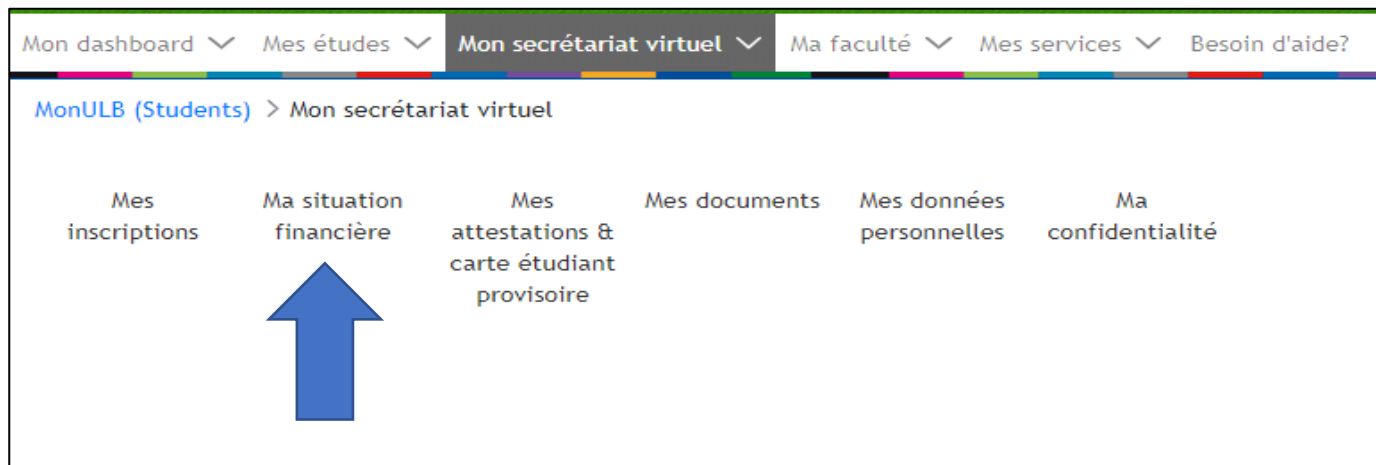 Mon dashboard Mes études Mon secrétariat virtuel Ma faculté Mes services Besoin d'aide?
MonULB (Students) > Mon secrétariat virtuel
Mes
inscriptions
Ma situation
financière
Mes
attestations &
carte étudiant
provisoire
Mes documents
Mes données
personnelles
Ma
confidentialité